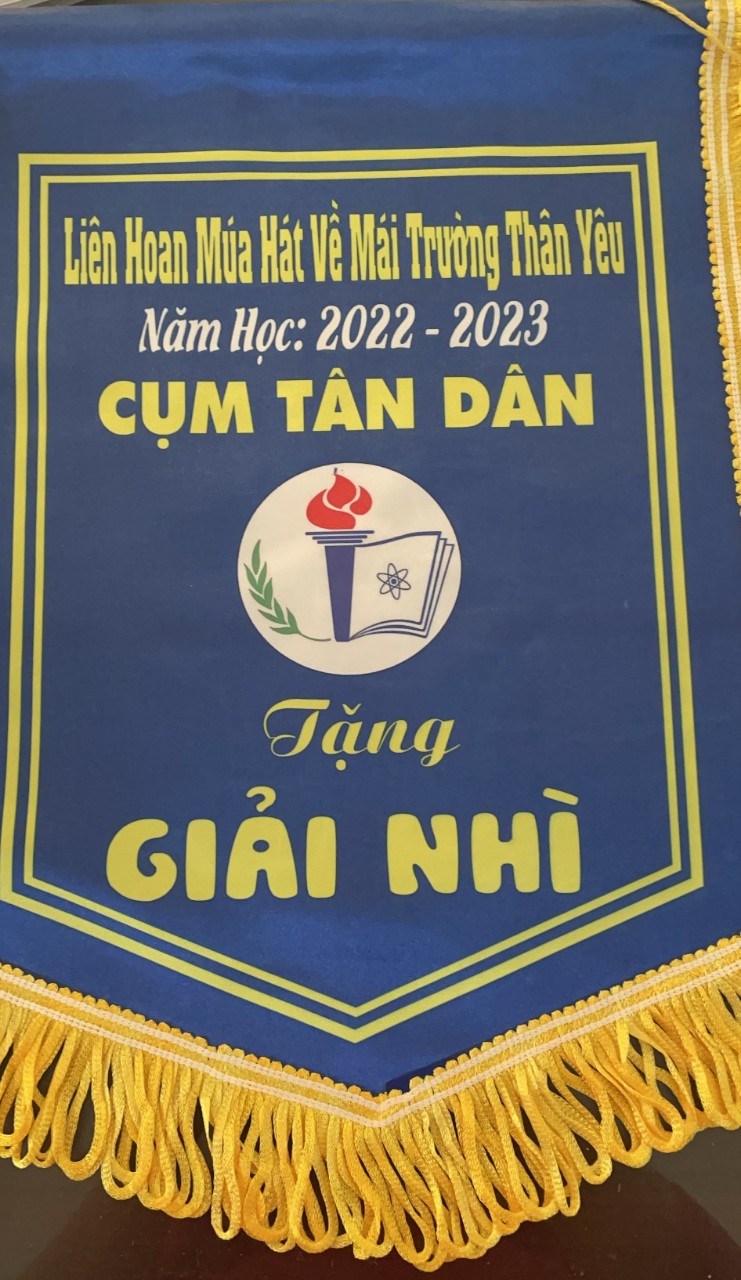 Liên Hoan Múa Hát Về Mái Trường Thân Yêu
Năm Học: 2022 - 2023
CỤM TÂN DÂN
Tặng
GIẢI NHÌ